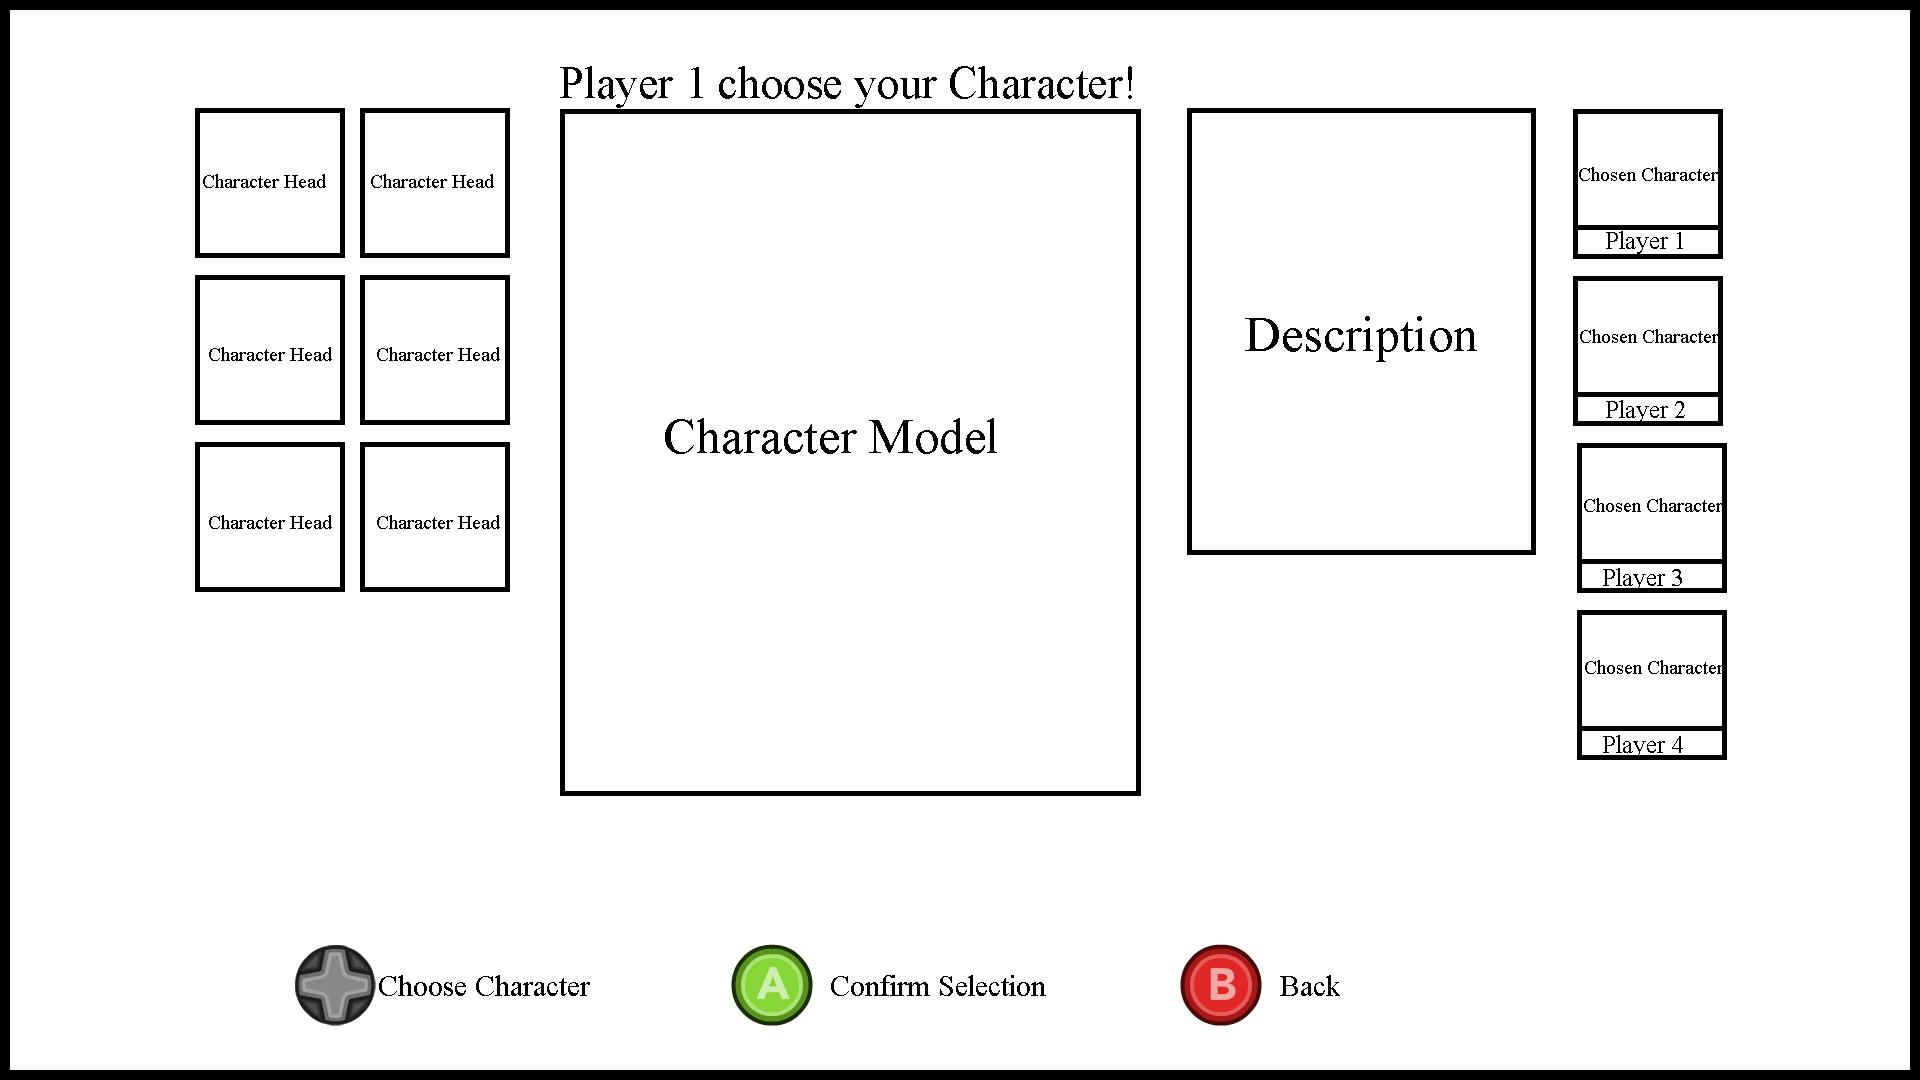 Player 1 choose your Character!
Character Head
Character Head
Character Head
Character Head
Character Head
Character Head
Character Model
Description
Chosen Character
Player 1
Chosen Character
Player 2
Chosen Character
Player 3
Chosen Character
Player 4
Choose Character
A
Confirm Selection
B
Back